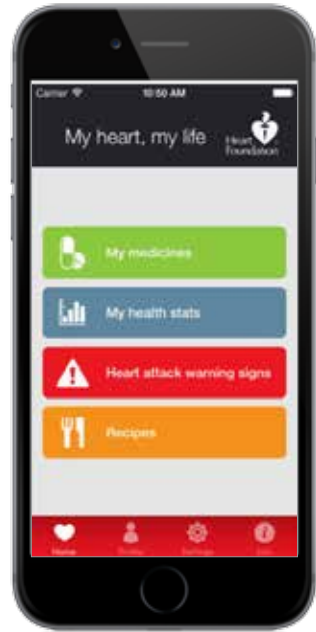 Carrier
10:50 AM
My heart, my life
Heart
Foundation
My medicines
My health stats
Heart attack warning signs
Recipes
Home
Profile
Settings
Info